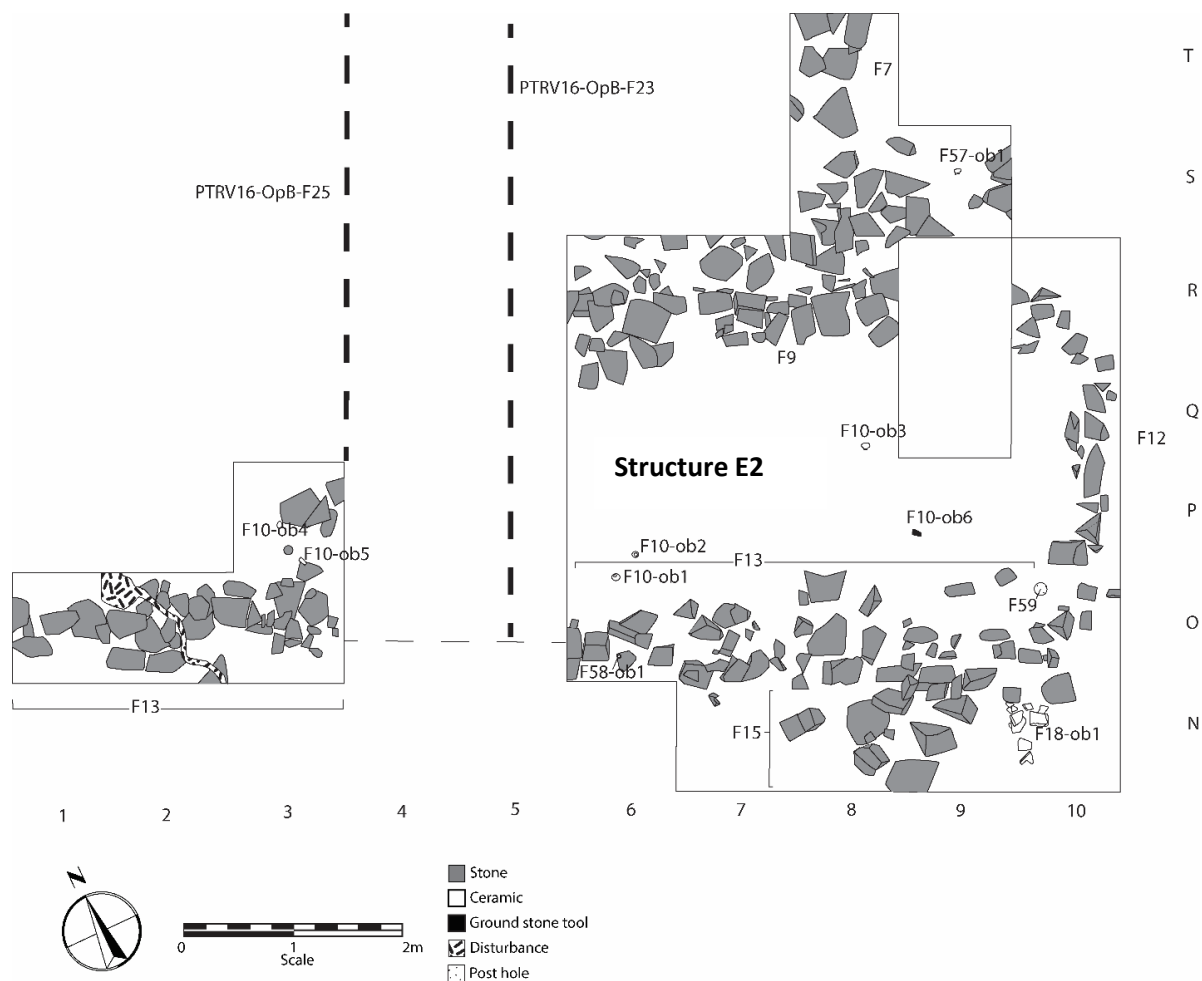 T
F7
PTRV16-OpB-F23
F57-ob1
PTRV16-OpB-F25
S
R
F9
Q
F10-ob3
F12
Structure E2
P
F10-ob4
F10-ob6
F10-ob5
F10-ob2
F13
F10-ob1
F59
O
F58-ob1
F13
F15
N
F18-ob1
1 2 3 4 5 6 7 8 9 10
N
Stone
Ceramic
Ground stone tool
0 1 2m
Disturbance
Scale
Post hole